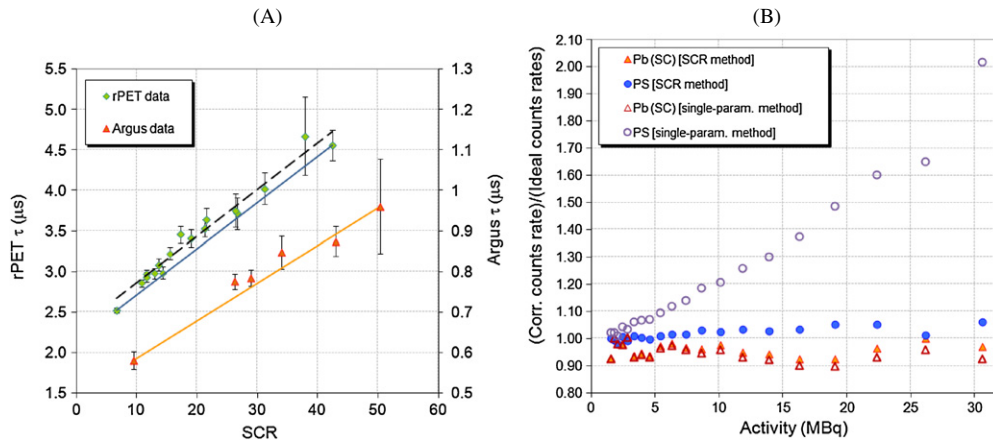 (A)
5.5
5.0
4.5
4.0
3.5
3.0
2.5
2.0
1.5
rPET τ (µs)
rPET data
Argus data
1.3
1.2
1.1
1
0.9
0.8
0.7
0.6
0.5
Argus τ (µs)
0 10 20 30 40 50 60
SCR
(B)
2.10
2.00
1.90
1.80
1.70
1.60
1.50
1.40
1.30
1.20
1.10
1.00
0.90
0.80
(Corr. counts rate)/(Ideal counts rates)
Pb (SC) [SCR method]
PS [SCR method]
Pb (SC) [single-param. method]
PS [single-param. method]
0 5 10 15 20 25 30
Activity (MBq)